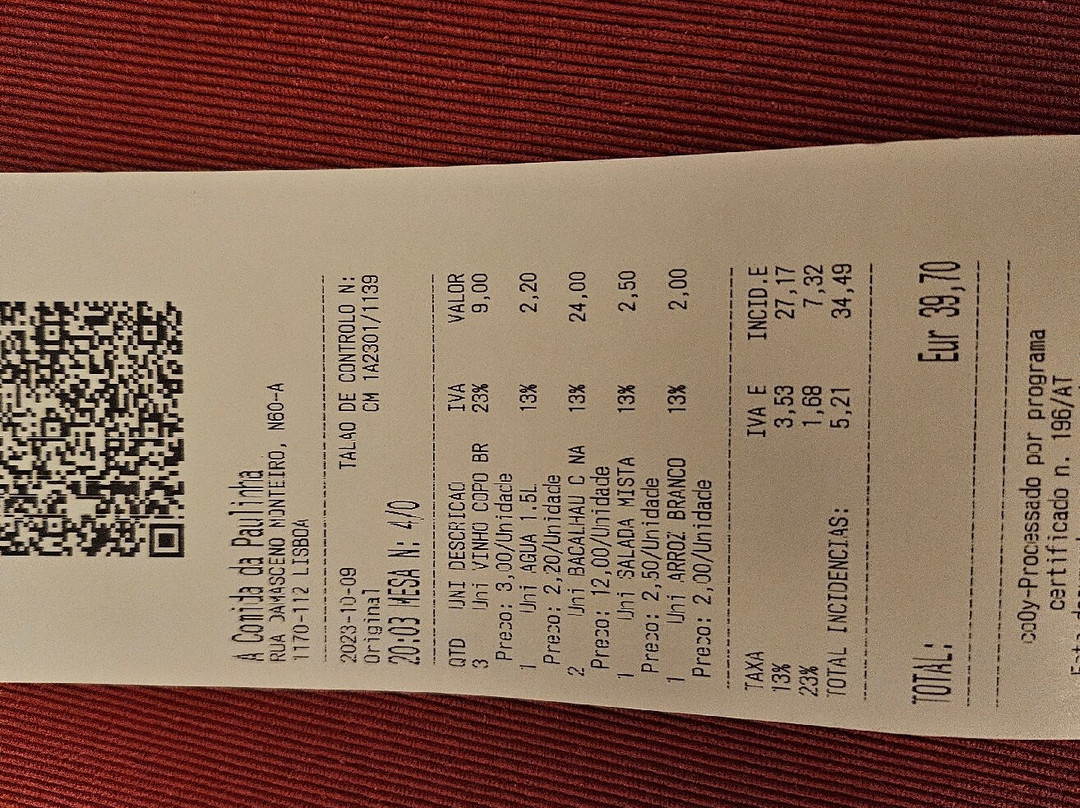 A Comida da Paulinha
RUA DAMASCENO MONTEIRO, N60-A
1170-112 LISBOA
2023-10-09 TALAO DE CONTROLO N:
Original CM 1A2301/1139
20:03 MESA N: 4/0
QTD UNI DESCRICAO IVA VALOR
3 Uni VINHO COPO BR 23% 9,00
Preco: 3,00/Unidade
1 Uni AGUA 1.5L 13% 2,20
Preco: 2,20/Unidade
2 Uni BACALHAU C NA 13% 24,00
Preco: 12,00/Unidade
1 Uni SALADA MISTA 13% 2,50
Preco: 2,50/Unidade
1 Uni ARROZ BRANCO 13% 2,00
Preco: 2,00/Unidade
TAXA IVA E INCID.E
13% 3,53 27,17
23% 1,68 7,32
TOTAL INCIDENCIAS: 5,21 34,49
TOTAL: Eur 39,70
co0y-Processado por programa
certificado n. 196/AT